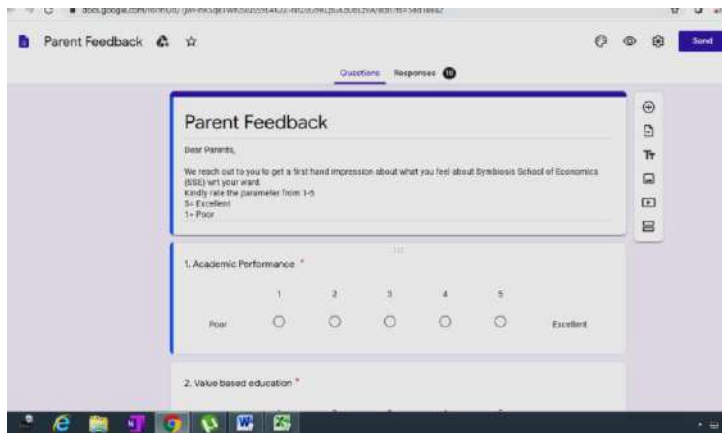 Parent Feedback
Send
Questions Responses
Parent Feedback
Dear Parents,
We reach out to you to get a first hand impression about what you feel about Symbiosis School of Economics
(SSE) wrt your ward.
Kindly rate the parameter from 1-5
5= Excellent
1= Poor
1. Academic Performance *
1 2 3 4 5
Poor Excellent
2. Value based education *